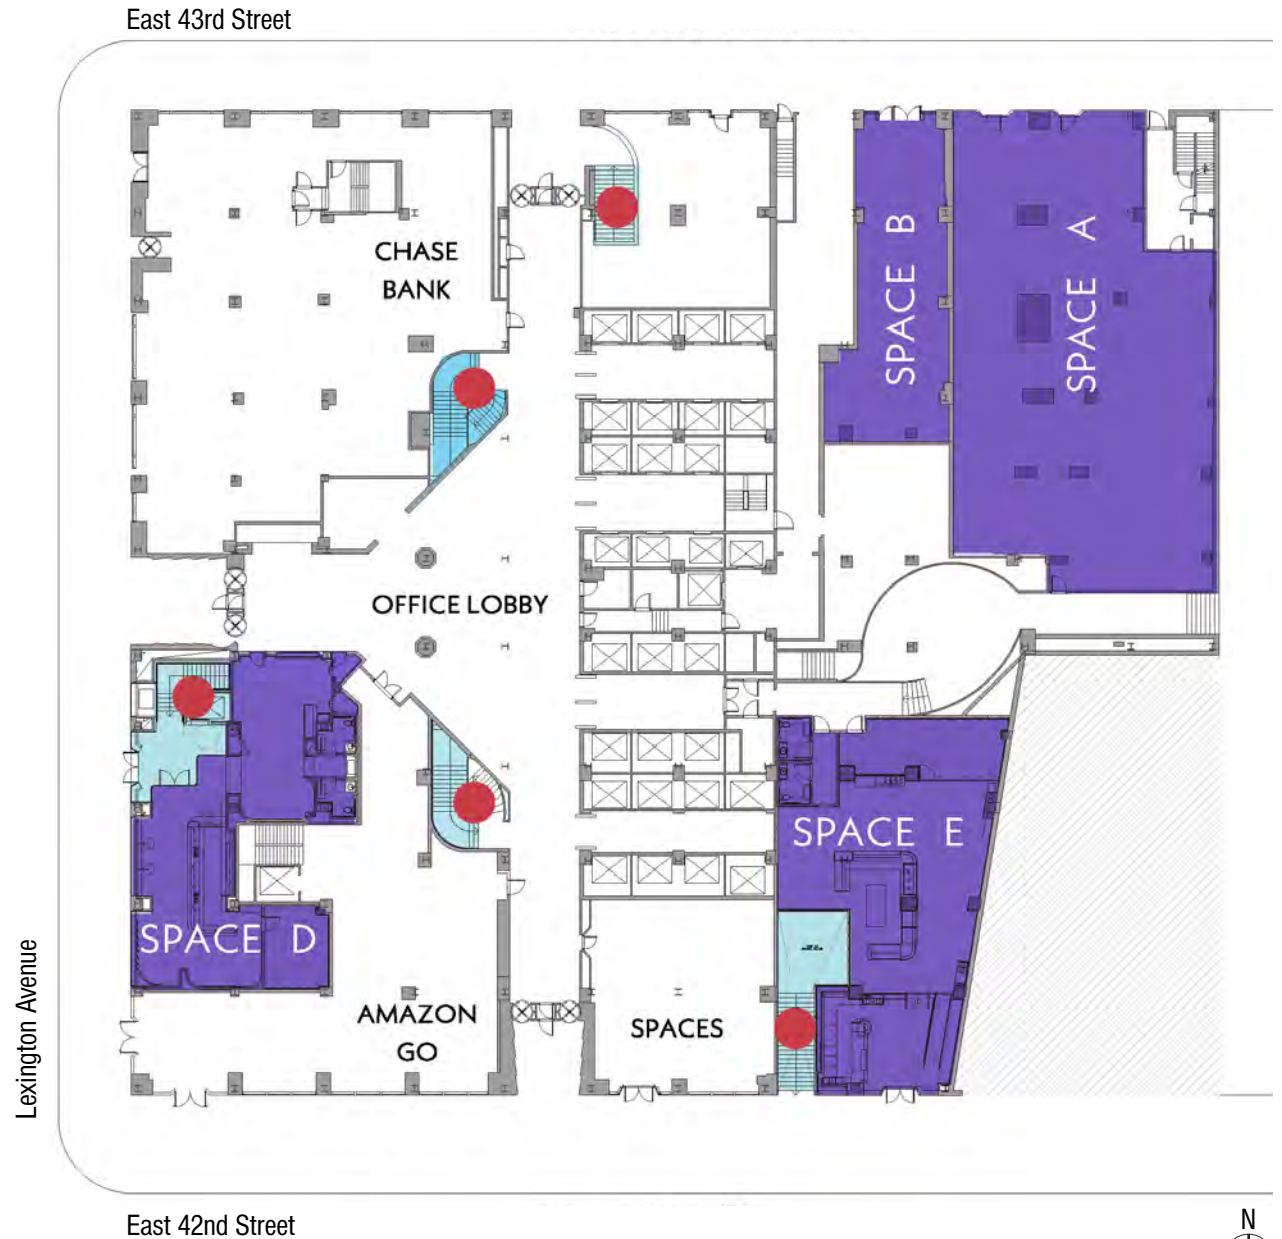 East 43rd Street
CHASE
BANK
SPACE B
SPACE A
OFFICE LOBBY
SPACE E
SPACE D
AMAZON
GO
SPACES
Lexington Avenue
East 42nd Street
N